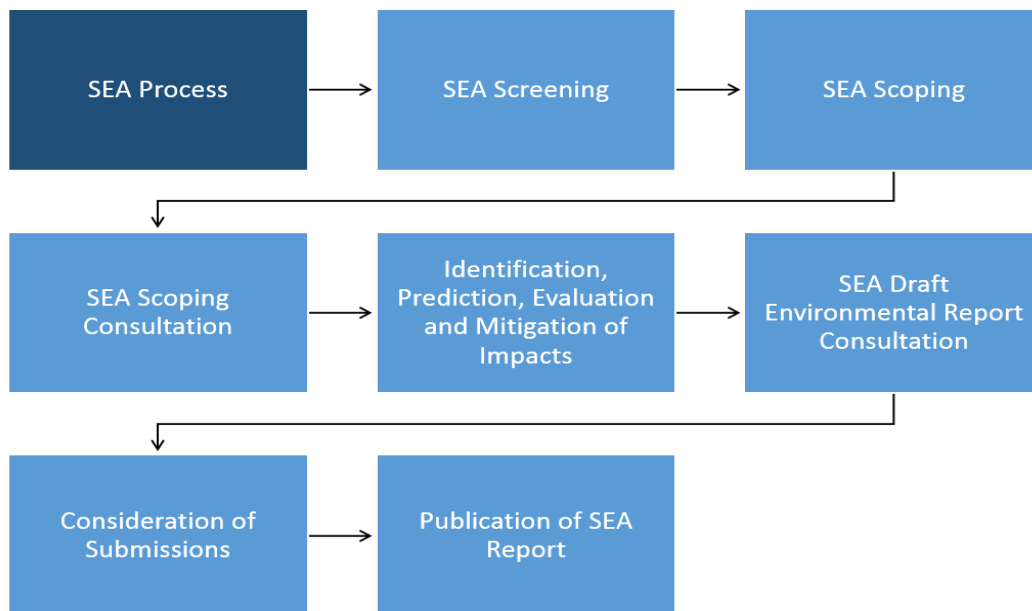 SEA Process
SEA Screening
SEA Scoping
SEA Scoping
Consultation
Identification,
Prediction, Evaluation
and Mitigation of
Impacts
SEA Draft
Environmental Report
Consultation
Consideration of
Submissions
Publication of SEA
Report